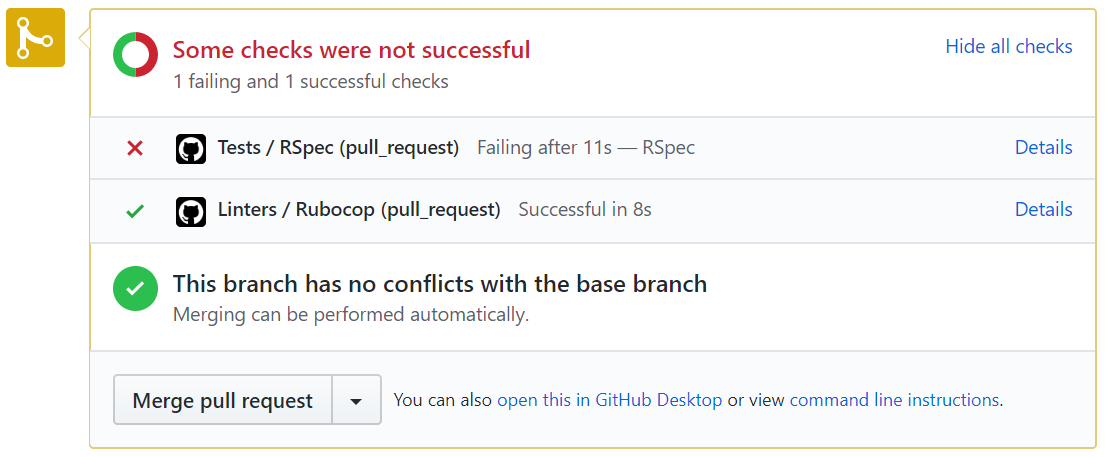 Some checks were not successful
Hide all checks
1 failing and 1 successful checks
Tests / RSpec (pull_request) Failing after 11s — RSpec Details
Linters / Rubocop (pull_request) Successful in 8s Details
This branch has no conflicts with the base branch
Merging can be performed automatically.
Merge pull request You can also open this in GitHub Desktop or view command line instructions.